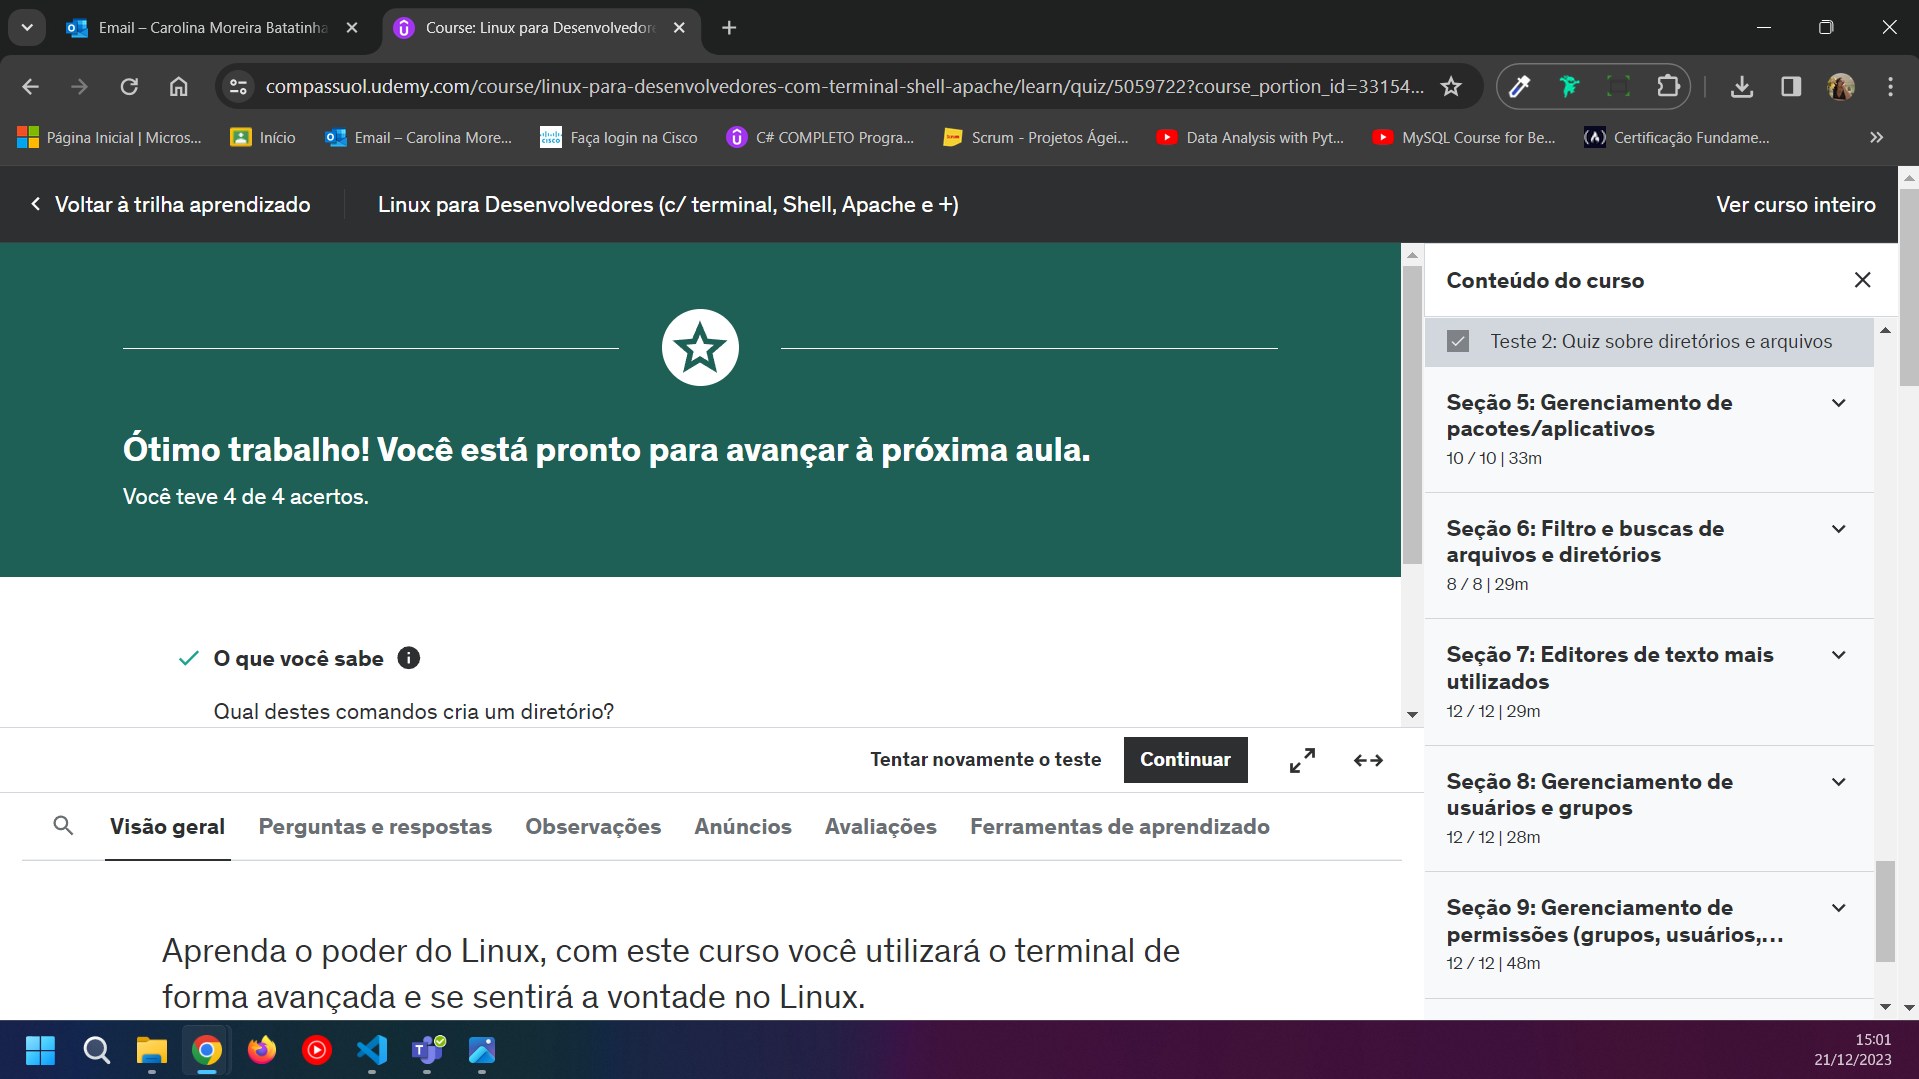 Email – Carolina Moreira Batatinha
Course: Linux para Desenvolvedore
compassuol.udemy.com/course/linux-para-desenvolvedores-com-terminal-shell-apache/learn/quiz/5059722?course_portion_id=33154...
Página Inicial | Micros...
Início
Email – Carolina More...
Faça login na Cisco
C# COMPLETO Progra...
Scrum - Projetos Ágei...
Data Analysis with Pyt...
MySQL Course for Be...
Certificação Fundame...
Voltar à trilha aprendizado
Linux para Desenvolvedores (c/ terminal, Shell, Apache e +)
Ver curso inteiro
Ótimo trabalho! Você está pronto para avançar à próxima aula.
Você teve 4 de 4 acertos.
O que você sabe
Qual destes comandos cria um diretório?
Tentar novamente o teste
Continuar
Visão geral
Perguntas e respostas
Observações
Anúncios
Avaliações
Ferramentas de aprendizado
Aprenda o poder do Linux, com este curso você utilizará o terminal de
forma avançada e se sentirá a vontade no Linux.
Conteúdo do curso
Teste 2: Quiz sobre diretórios e arquivos
Seção 5: Gerenciamento de
pacotes/aplicativos
10 / 10 | 33m
Seção 6: Filtro e buscas de
arquivos e diretórios
8 / 8 | 29m
Seção 7: Editores de texto mais
utilizados
12 / 12 | 29m
Seção 8: Gerenciamento de
usuários e grupos
12 / 12 | 28m
Seção 9: Gerenciamento de
permissões (grupos, usuários,...
12 / 12 | 48m
15:01
21/12/2023